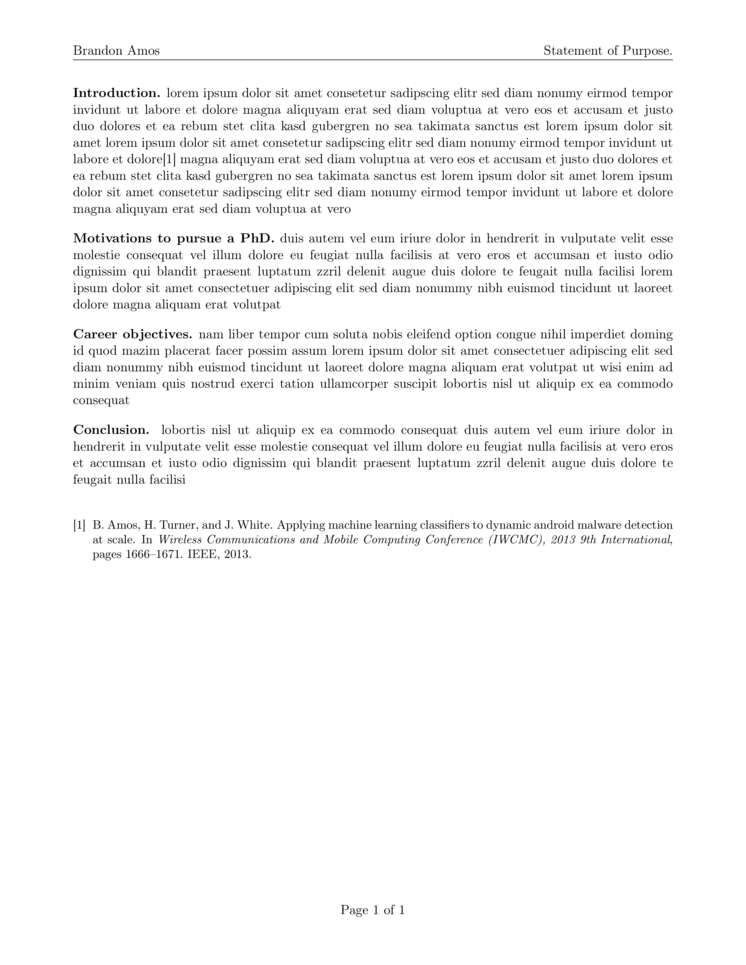 Brandon Amos Statement of Purpose.
Introduction. lorem ipsum dolor sit amet consetetur sadipscing elitr sed diam nonumy eirmod tempor
invidunt ut labore et dolore magna aliquyam erat sed diam voluptua at vero eos et accusam et justo
duo dolores et ea rebum stet clita kasd gubergren no sea takimata sanctus est lorem ipsum dolor sit
amet lorem ipsum dolor sit amet consetetur sadipscing elitr sed diam nonumy eirmod tempor invidunt ut
labore et dolore[1] magna aliquyam erat sed diam voluptua at vero eos et accusam et justo duo dolores et
ea rebum stet clita kasd gubergren no sea takimata sanctus est lorem ipsum dolor sit amet lorem ipsum
dolor sit amet consetetur sadipscing elitr sed diam nonumy eirmod tempor invidunt ut labore et dolore
magna aliquyam erat sed diam voluptua at vero
Motivations to pursue a PhD. duis autem vel eum iriure dolor in hendrerit in vulputate velit esse
molestie consequat vel illum dolore eu feugiat nulla facilisis at vero eros et accumsan et iusto odio
dignissim qui blandit praesent luptatum zzril delenit augue duis dolore te feugait nulla facilisi lorem
ipsum dolor sit amet consectetuer adipiscing elit sed diam nonummy nibh euismod tincidunt ut laoreet
dolore magna aliquam erat volutpat
Career objectives. nam liber tempor cum soluta nobis eleifend option congue nihil imperdiet doming
id quod mazim placerat facer possim assum lorem ipsum dolor sit amet consectetuer adipiscing elit sed
diam nonummy nibh euismod tincidunt ut laoreet dolore magna aliquam erat volutpat ut wisi enim ad
minim veniam quis nostrud exerci tation ullamcorper suscipit lobortis nisl ut aliquip ex ea commodo
consequat
Conclusion. lobortis nisl ut aliquip ex ea commodo consequat duis autem vel eum iriure dolor in
hendrerit in vulputate velit esse molestie consequat vel illum dolore eu feugiat nulla facilisis at vero eros
et accumsan et iusto odio dignissim qui blandit praesent luptatum zzril delenit augue duis dolore te
feugait nulla facilisi
[1] B. Amos, H. Turner, and J. White. Applying machine learning classifiers to dynamic android malware detection
at scale. In Wireless Communications and Mobile Computing Conference (IWCMC), 2013 9th International,
pages 1666–1671. IEEE, 2013.
Page 1 of 1